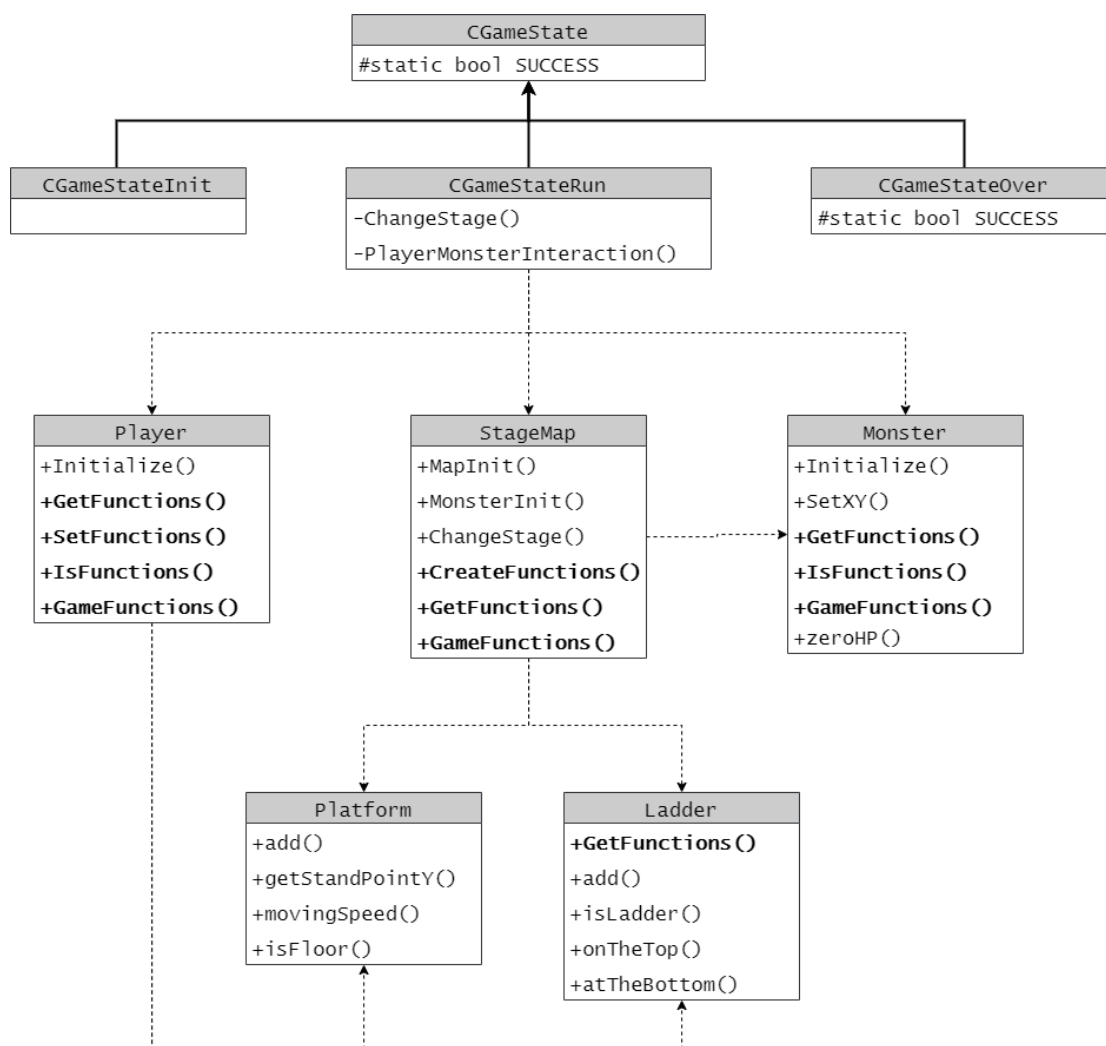 CGameState
#static bool SUCCESS
CGameStateInit
CGameStateRun
-ChangeStage()
-PlayerMonsterInteraction()
CGameStateOver
#static bool SUCCESS
Player
+Initialize()
+GetFunctions()
+SetFunctions()
+IsFunctions()
+GameFunctions()
StageMap
+MapInit()
+MonsterInit()
+ChangeStage()
+CreateFunctions()
+GetFunctions()
+GameFunctions()
Monster
+Initialize()
+SetXY()
+GetFunctions()
+IsFunctions()
+GameFunctions()
+zeroHP()
Platform
+add()
+getStandPointY()
+movingSpeed()
+isFloor()
Ladder
+GetFunctions()
+add()
+isLadder()
+onTheTop()
+atTheBottom()